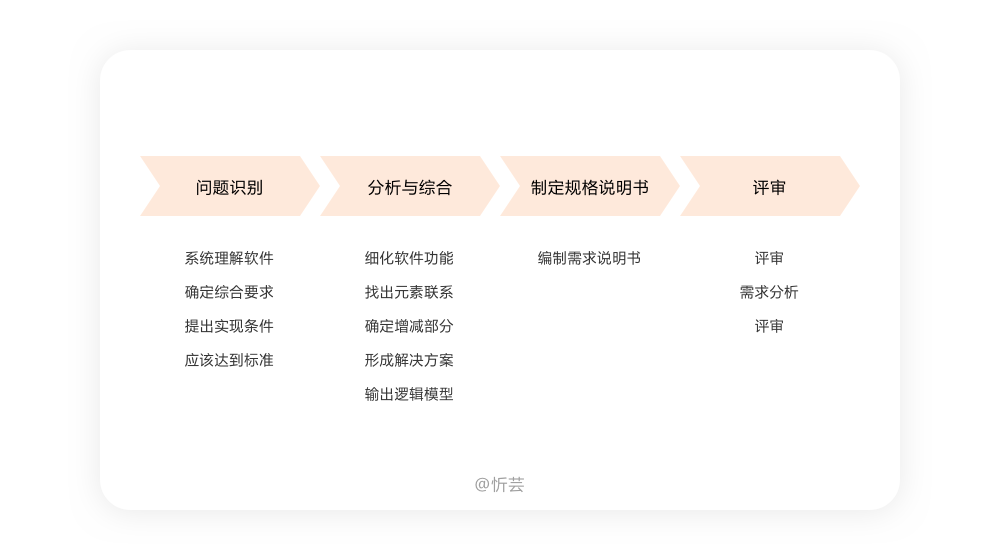 问题识别
分析与综合
制定规格说明书
评审
系统理解软件
确定综合要求
提出实现条件
应该达到标准
细化软件功能
找出元素联系
确定增减部分
形成解决方案
输出逻辑模型
编制需求说明书
评审
需求分析
评审
@忻芸